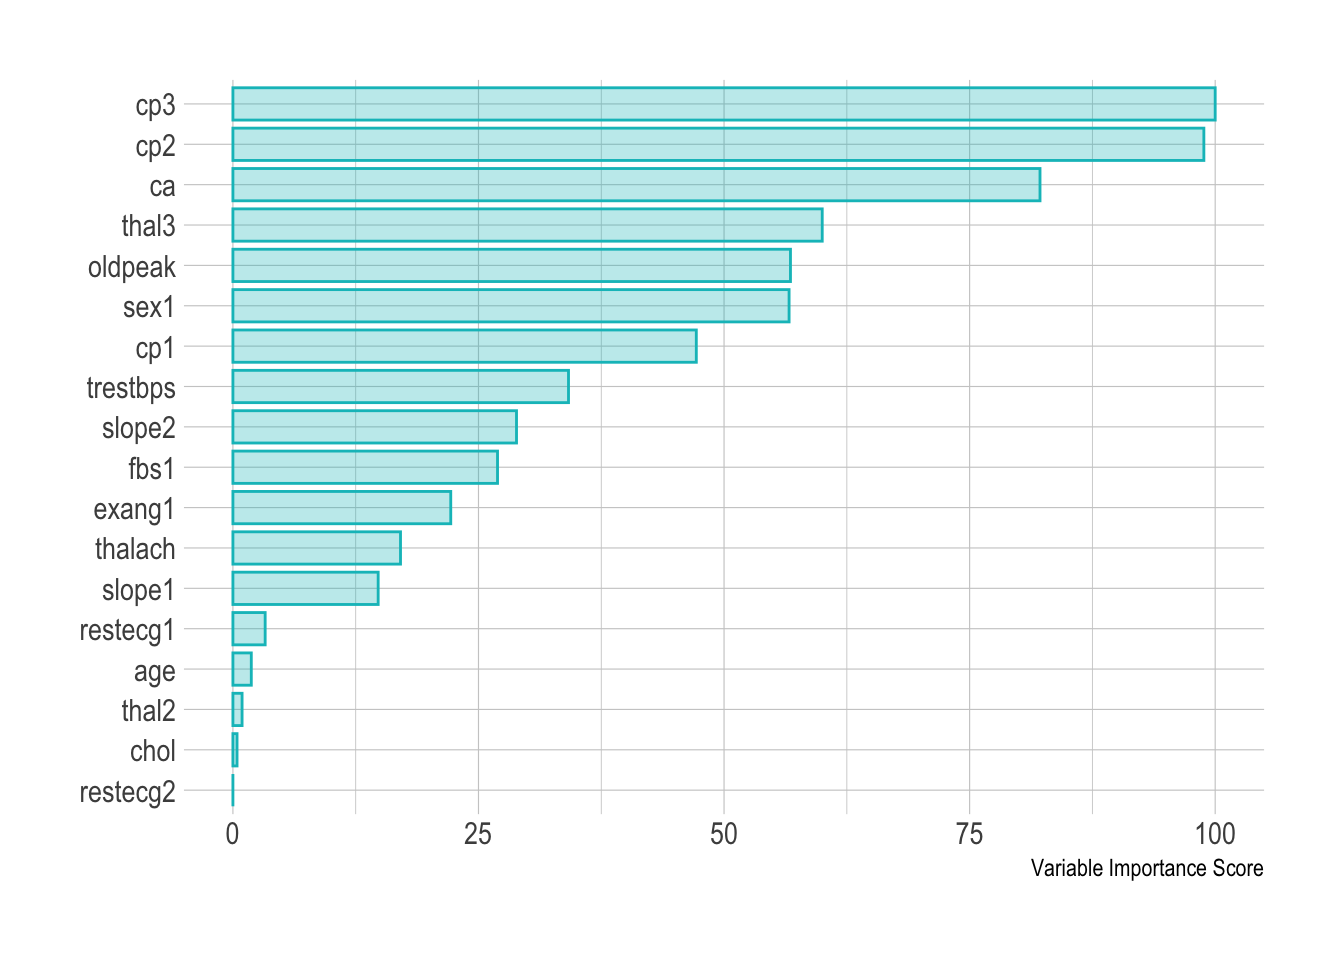 cp3
cp2
ca
thal3
oldpeak
sex1
cp1
trestbps
slope2
fbs1
exang1
thalach
slope1
restecg1
age
thal2
chol
restecg2
0 25 50 75 100
Variable Importance Score